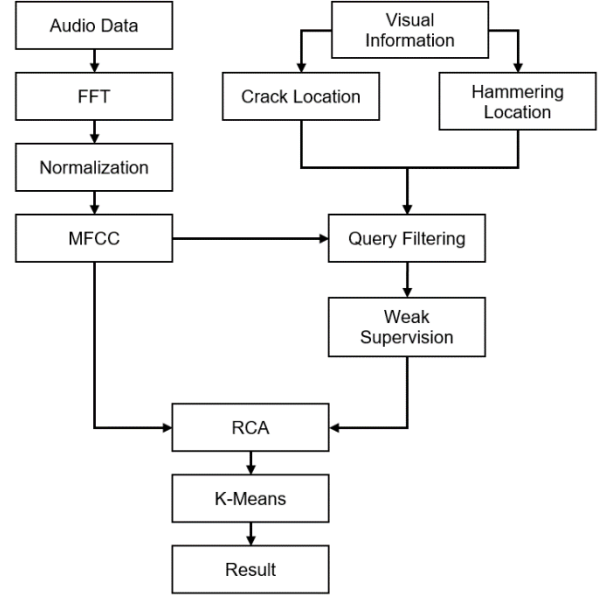 Audio Data
Visual
Information
FFT
Crack Location
Hammering
Location
Normalization
MFCC
Query Filtering
Weak
Supervision
RCA
K-Means
Result